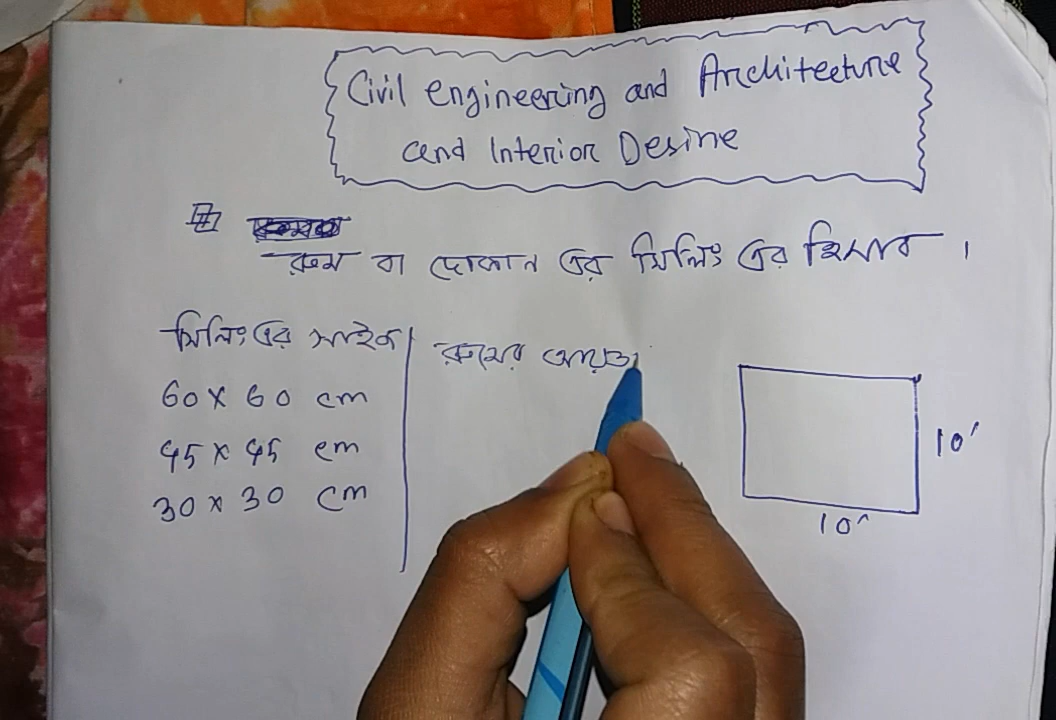 Civil engineering and Architecture
and Interior Desine
রুম বা দোকান এর সিলিং এর হিসাব ।
সিলিং এর সাইজ
60 x 60 cm
45 x 45 cm
30 x 30 cm
রুমের আয়ত
10'
10'